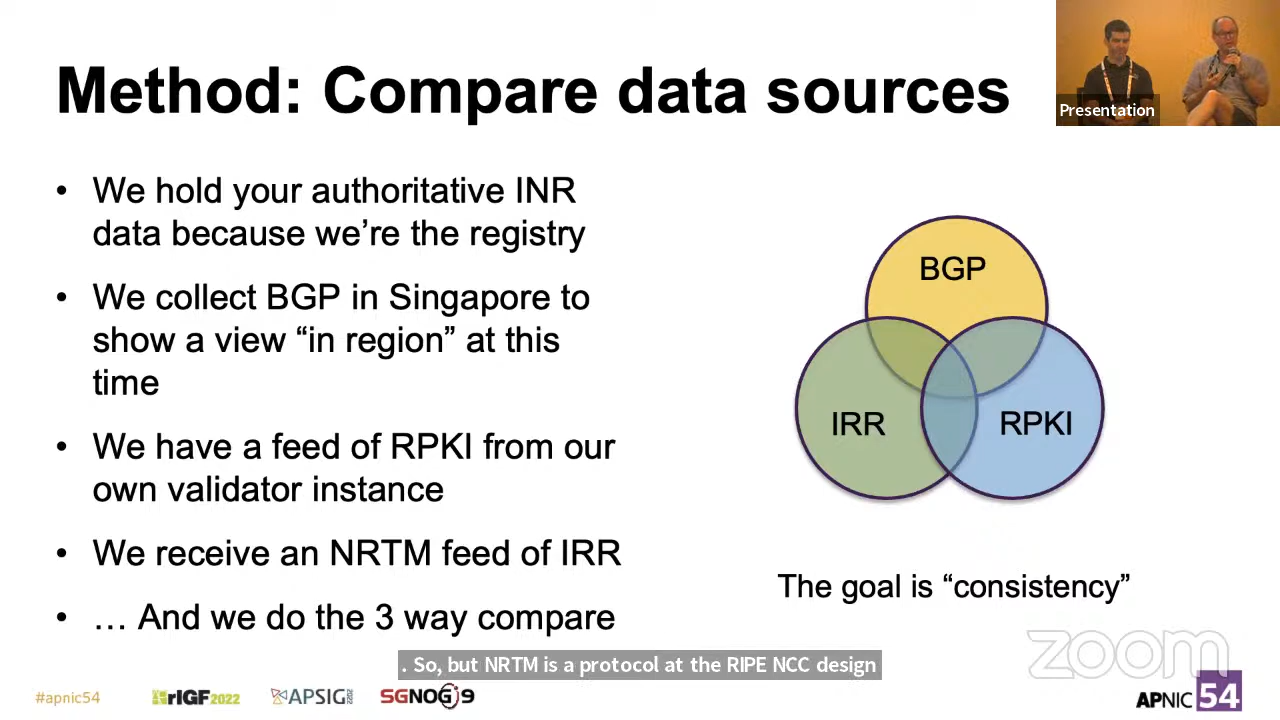 Method: Compare data sources
Presentation
• We hold your authoritative INR
data because we’re the registry
• We collect BGP in Singapore to
show a view “in region” at this
time
• We have a feed of RPKI from our
own validator instance
• We receive an NRTM feed of IRR
• … And we do the 3 way compare
BGP
IRR
RPKI
The goal is “consistency”
zoom
. So, but NRTM is a protocol at the RIPE NCC design
#apnic54
rIGF2022
APSIG
SGNOG 9
APNIC 54